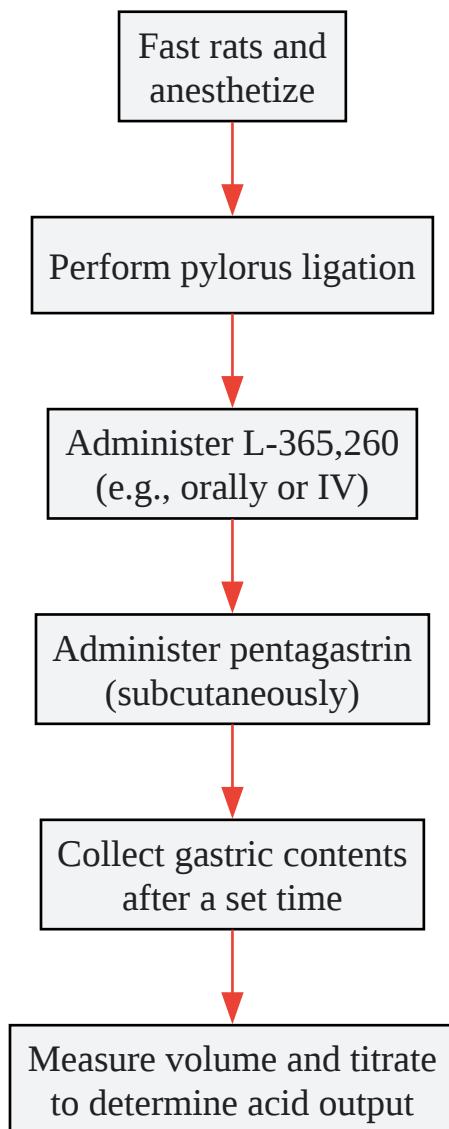 Fast rats and
anesthetize
Perform pylorus ligation
Administer L-365,260
(e.g., orally or IV)
Administer pentagastrin
(subcutaneously)
Collect gastric contents
after a set time
Measure volume and titrate
to determine acid output